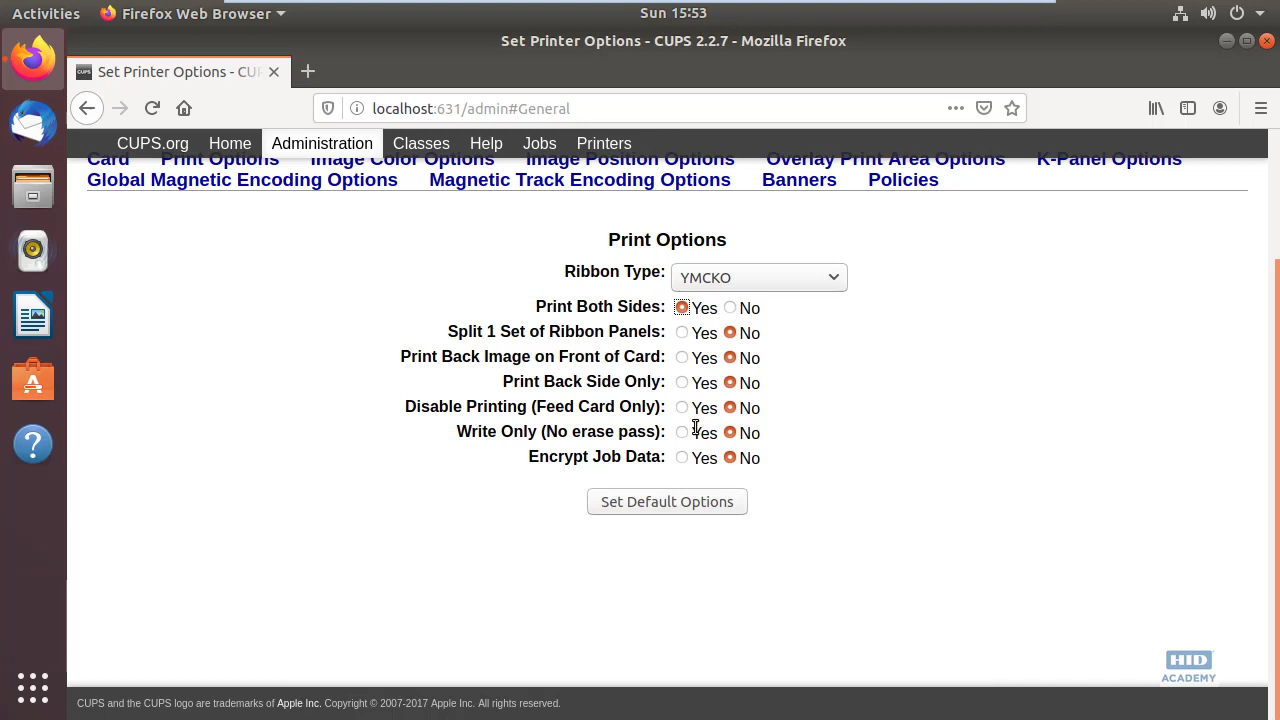 Activities Firefox Web Browser Sun 15:53
Set Printer Options - CUPS 2.2.7 - Mozilla Firefox
CUPS Set Printer Options - CUP
localhost:631/admin#General
CUPS.org Home Administration Classes Help Jobs Printers
Card Print Options Image Color Options Image Position Options Overlay Print Area Options K-Panel Options
Global Magnetic Encoding Options Magnetic Track Encoding Options Banners Policies
Print Options
Ribbon Type: YMCKO
Print Both Sides: Yes No
Split 1 Set of Ribbon Panels: Yes No
Print Back Image on Front of Card: Yes No
Print Back Side Only: Yes No
Disable Printing (Feed Card Only): Yes No
Write Only (No erase pass): Yes No
Encrypt Job Data: Yes No
Set Default Options
HID
ACADEMY
CUPS and the CUPS logo are trademarks of Apple Inc. Copyright © 2007-2017 Apple Inc. All rights reserved.